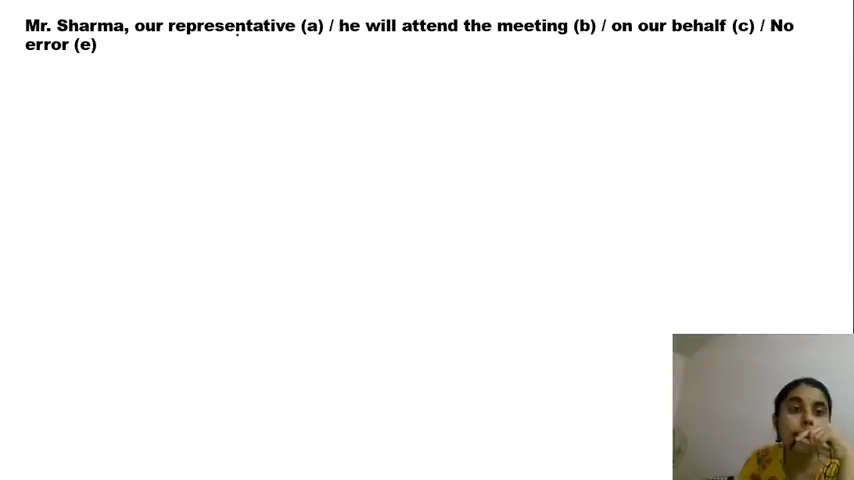 Mr. Sharma, our representative (a) / he will attend the meeting (b) / on our behalf (c) / No
error (e)